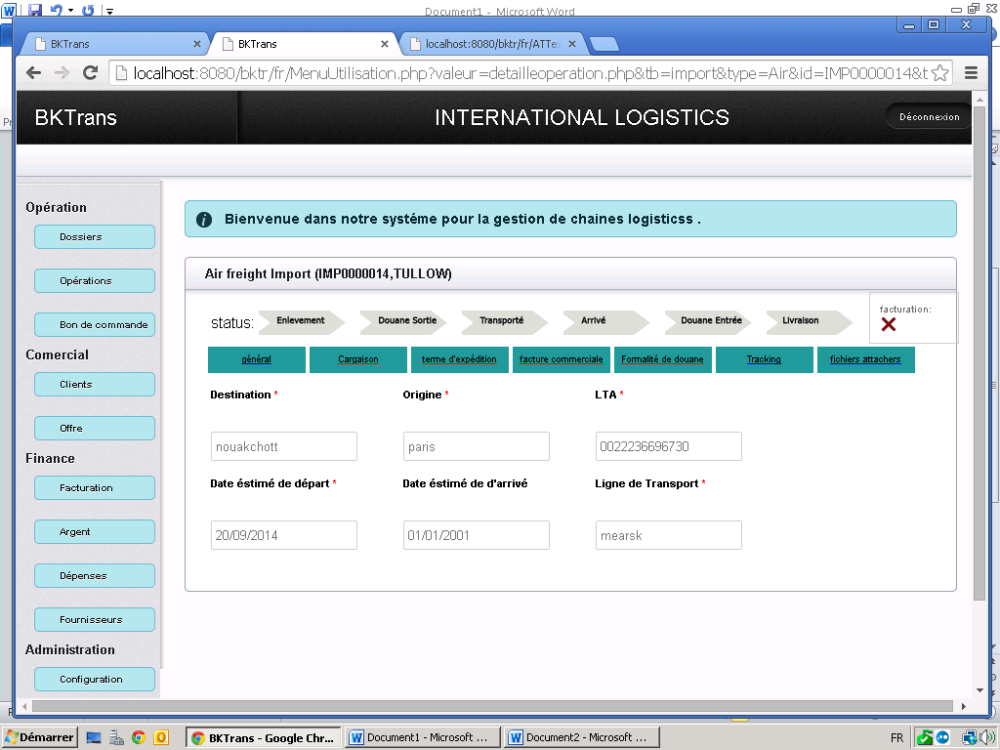 Document1 - Microsoft Word
BKTrans
BKTrans
localhost:8080/bktr/fr/ATTe
localhost:8080/bktr/fr/MenuUtilisation.php?valeur=detailleoperation.php&tb=import&type=Air&id=IMP0000014&t
BKTrans
INTERNATIONAL LOGISTICS
Déconnexion
Opération
Dossiers
Opérations
Bon de commande
Comercial
Clients
Offre
Finance
Facturation
Argent
Dépenses
Fournisseurs
Administration
Configuration
Bienvenue dans notre systéme pour la gestion de chaines logisticss .
Air freight Import (IMP0000014,TULLOW)
status: Enlevement Douane Sortie Transporté Arrivé Douane Entrée Livraison
facturation:
général Cargaison terme d'expédition facture commerciale Formalité de douane Tracking fichiers attachers
Destination * Origine * LTA *
nouakchott paris 0022236696730
Date éstimé de départ * Date éstimé de d'arrivé Ligne de Transport *
20/09/2014 01/01/2001 mearsk
Démarrer
BKTrans - Google Chr...
Document1 - Microsoft ...
Document2 - Microsoft ...
FR